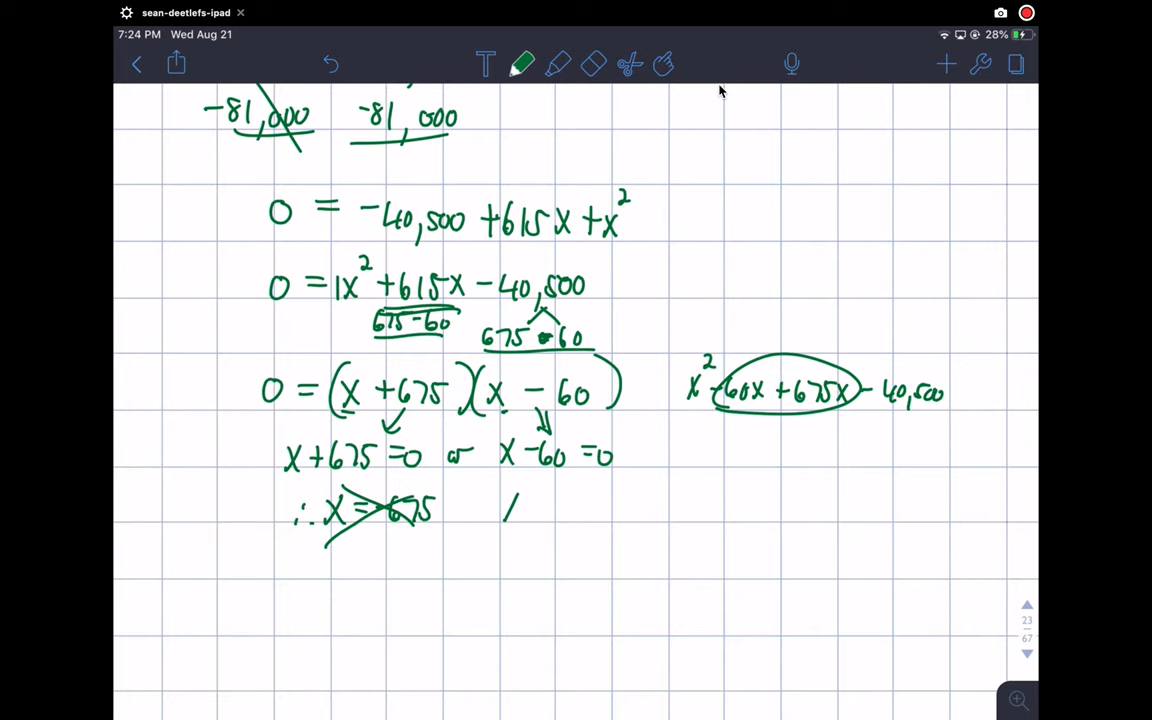 sean-deetlefs-ipad ×
7:24 PM Wed Aug 21 28%
T
-81,000 -81,000
0 = -40,500 +615x +x²
0 = 1x² +615x -40,500
675 -60
675 -60
0 = (x +675)(x - 60)
x² -60x +675x - 40,500
x +675 =0 or x -60 =0
∴ x = -675
23
67